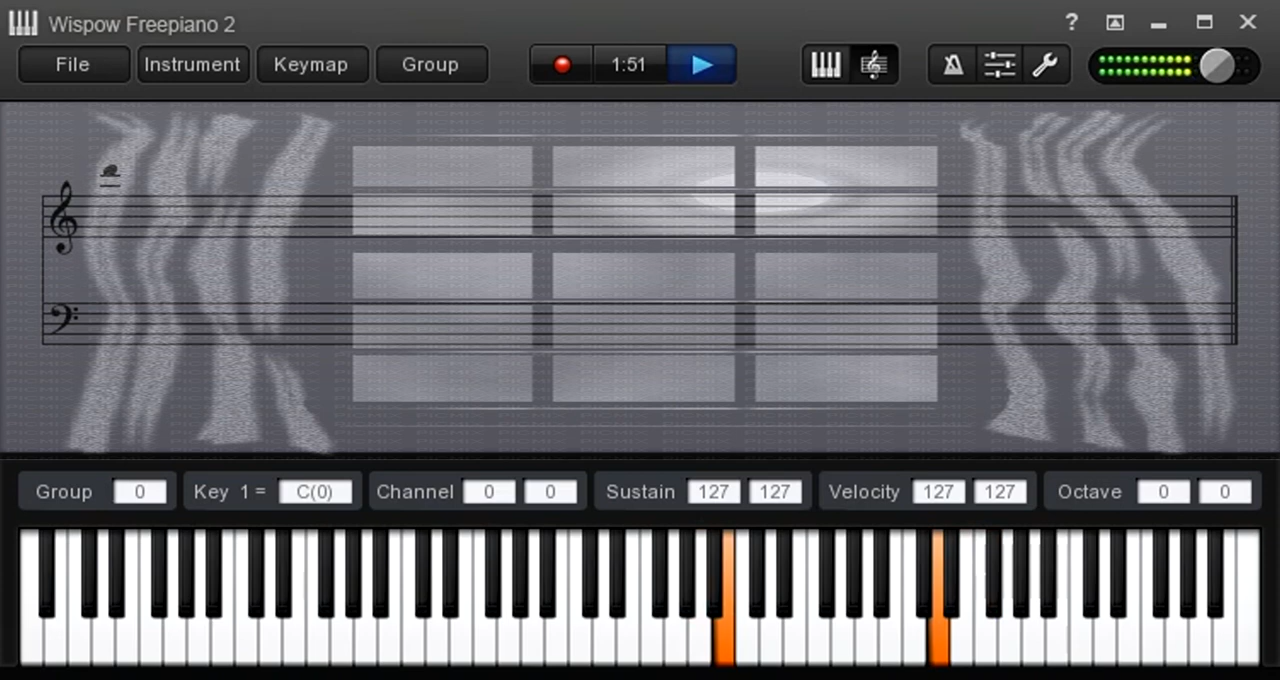 Wispow Freepiano 2
?
File Instrument Keymap Group 1:51
Group 0 Key 1 = C(0) Channel 0 0 Sustain 127 127 Velocity 127 127 Octave 0 0